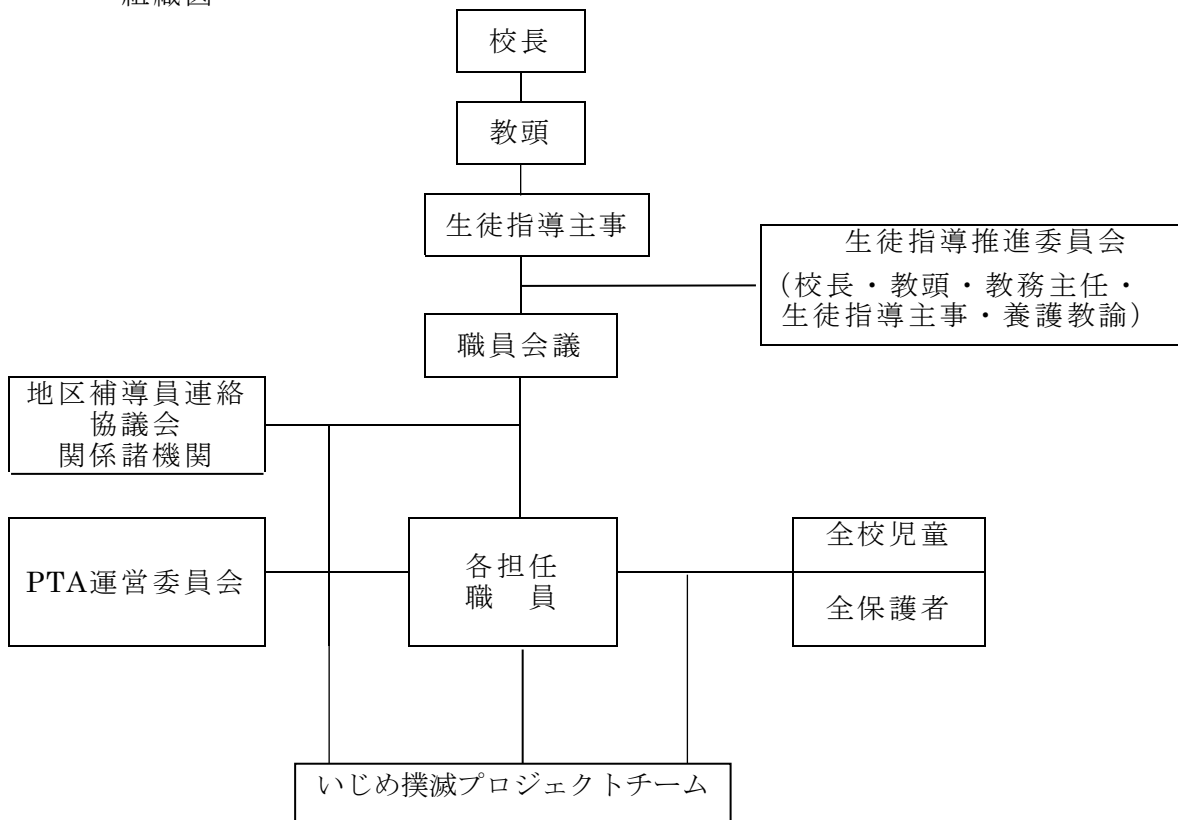 組織図
校長
教頭
生徒指導主事
生徒指導推進委員会
(校長・教頭・教務主任・
生徒指導主事・養護教諭)
職員会議
地区補導員連絡
協議会
関係諸機関
PTA運営委員会
各担任
職　員
全校児童
全保護者
いじめ撲滅プロジェクトチーム